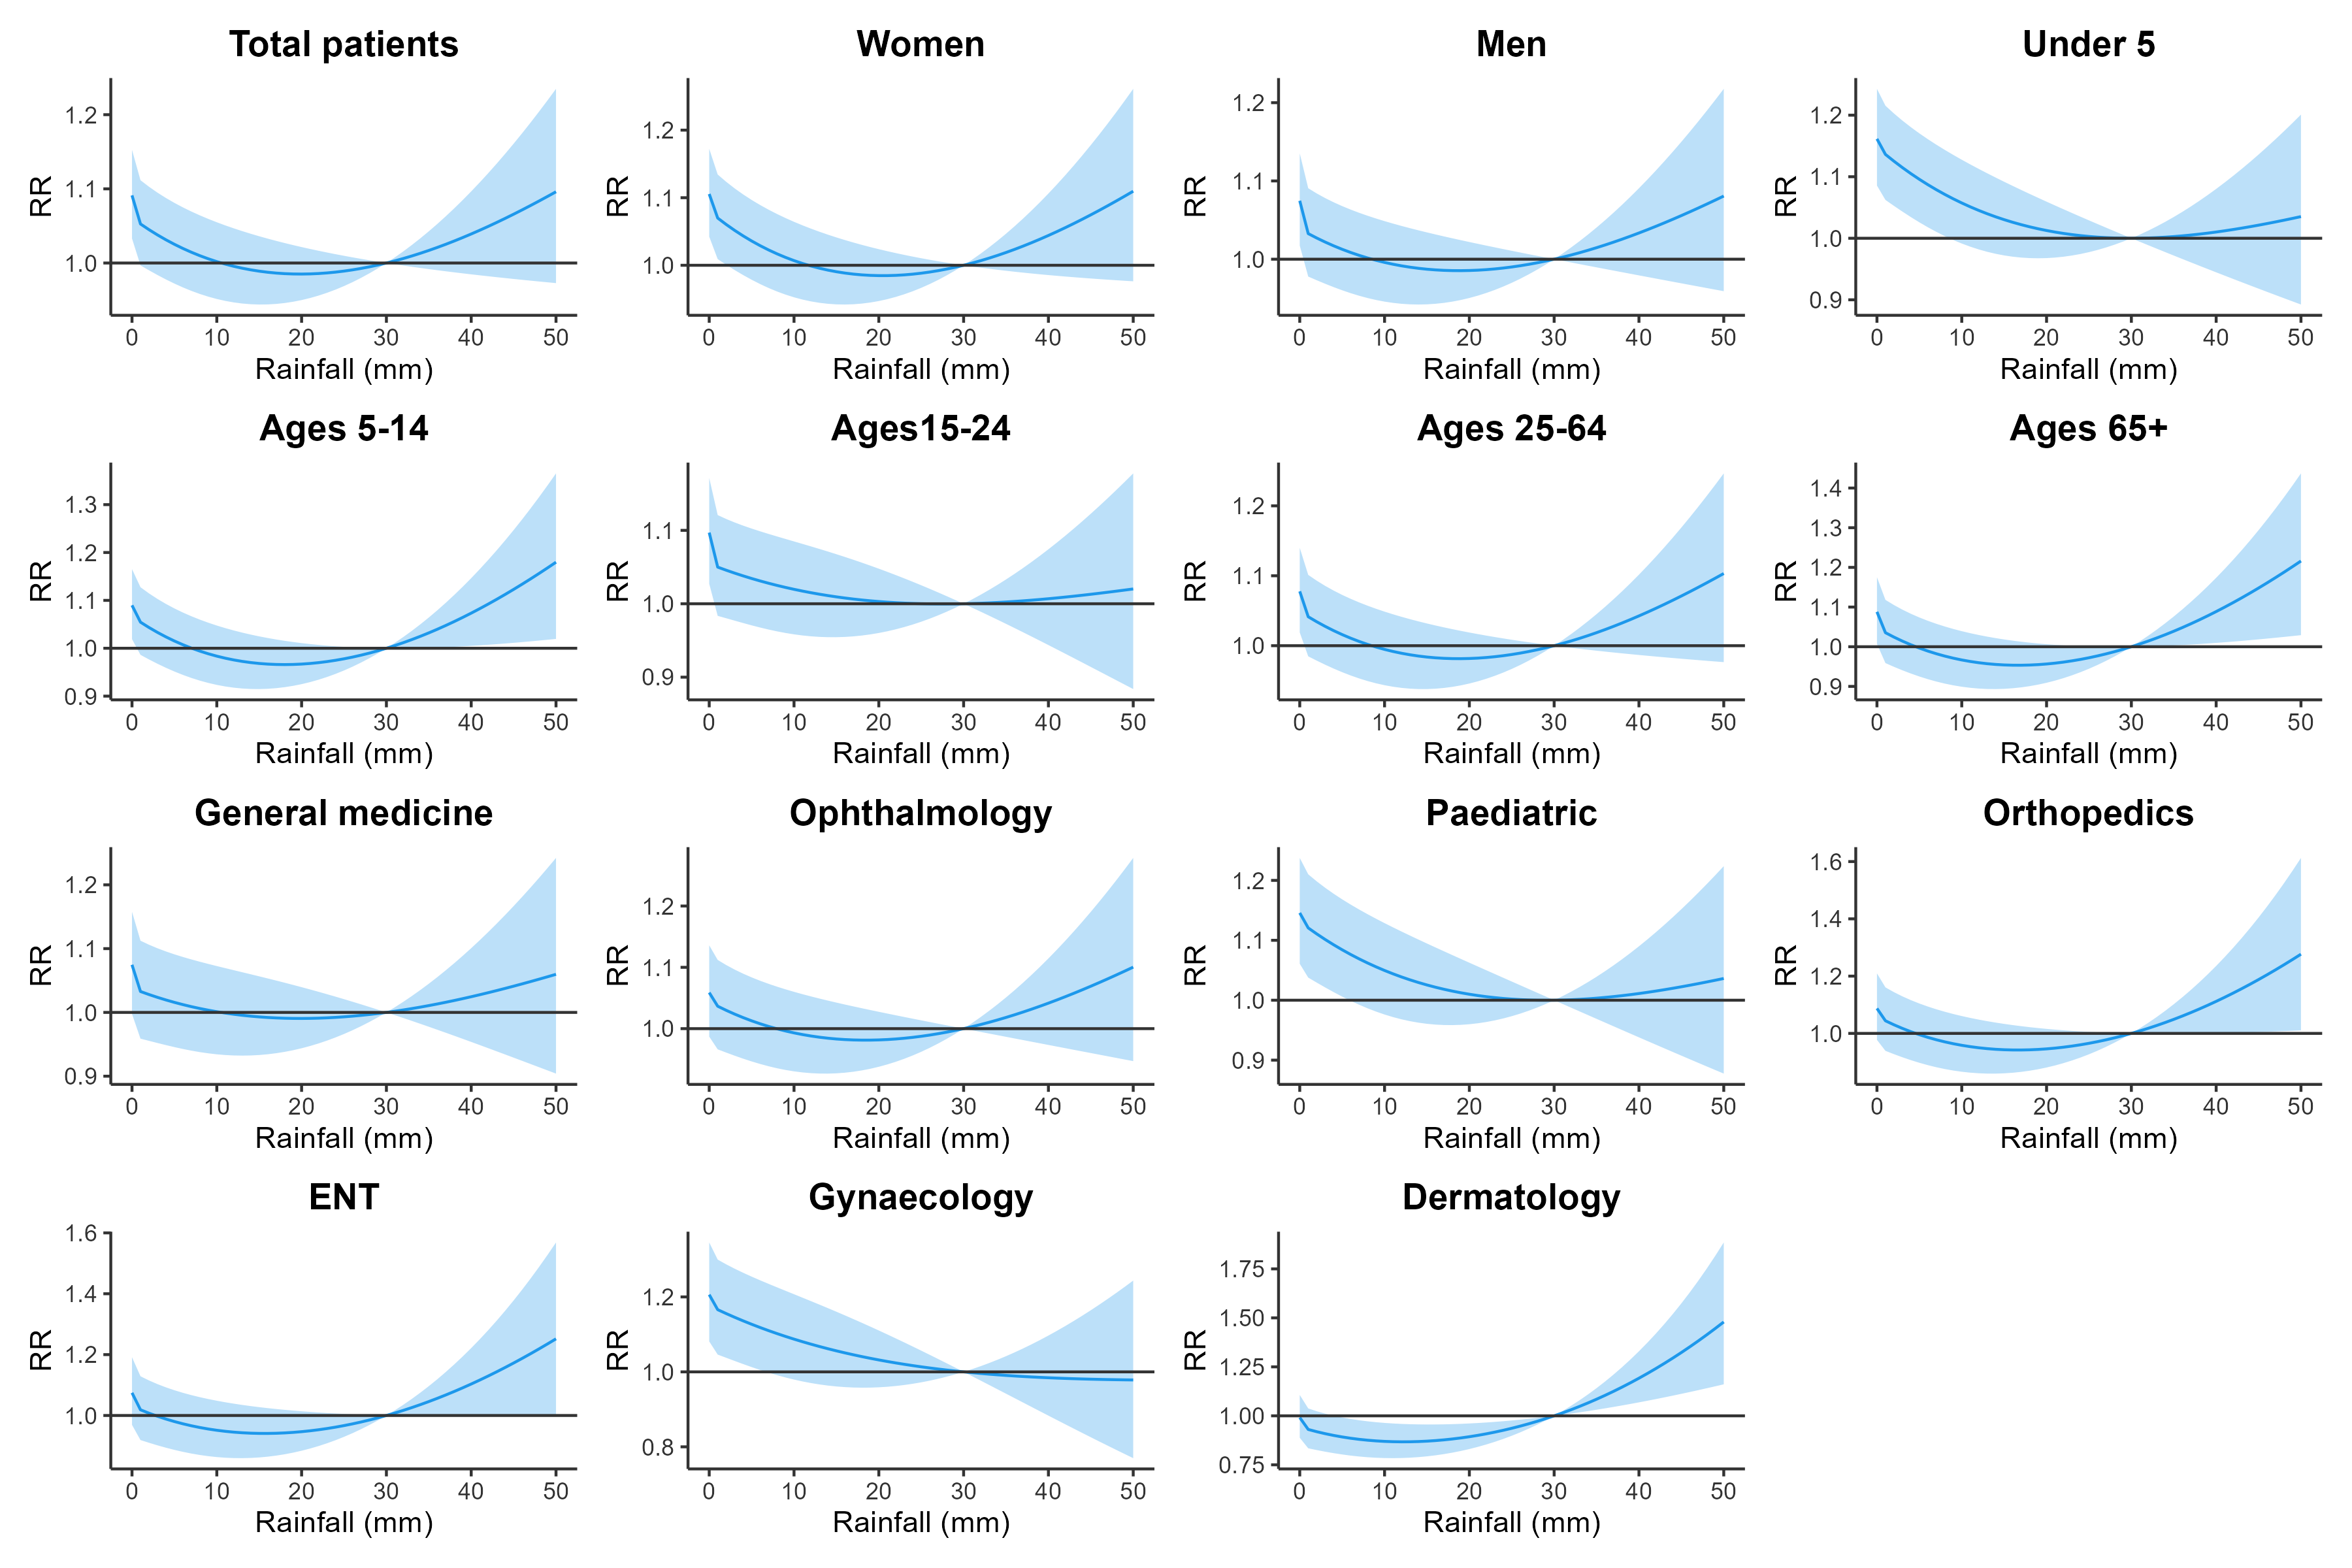 Total patients
Women
Men
Under 5
RR
1.2
1.1
1.0
0 10 20 30 40 50
Rainfall (mm)
RR
1.2
1.1
1.0
0 10 20 30 40 50
Rainfall (mm)
RR
1.2
1.1
1.0
0 10 20 30 40 50
Rainfall (mm)
RR
1.2
1.1
1.0
0.9
0 10 20 30 40 50
Rainfall (mm)
Ages 5-14
Ages15-24
Ages 25-64
Ages 65+
RR
1.3
1.2
1.1
1.0
0.9
0 10 20 30 40 50
Rainfall (mm)
RR
1.1
1.0
0.9
0 10 20 30 40 50
Rainfall (mm)
RR
1.2
1.1
1.0
0 10 20 30 40 50
Rainfall (mm)
RR
1.4
1.3
1.2
1.1
1.0
0.9
0 10 20 30 40 50
Rainfall (mm)
General medicine
Ophthalmology
Paediatric
Orthopedics
RR
1.2
1.1
1.0
0.9
0 10 20 30 40 50
Rainfall (mm)
RR
1.2
1.1
1.0
0 10 20 30 40 50
Rainfall (mm)
RR
1.2
1.1
1.0
0.9
0 10 20 30 40 50
Rainfall (mm)
RR
1.6
1.4
1.2
1.0
0 10 20 30 40 50
Rainfall (mm)
ENT
Gynaecology
Dermatology
RR
1.6
1.4
1.2
1.0
0 10 20 30 40 50
Rainfall (mm)
RR
1.2
1.0
0.8
0 10 20 30 40 50
Rainfall (mm)
RR
1.75
1.50
1.25
1.00
0.75
0 10 20 30 40 50
Rainfall (mm)